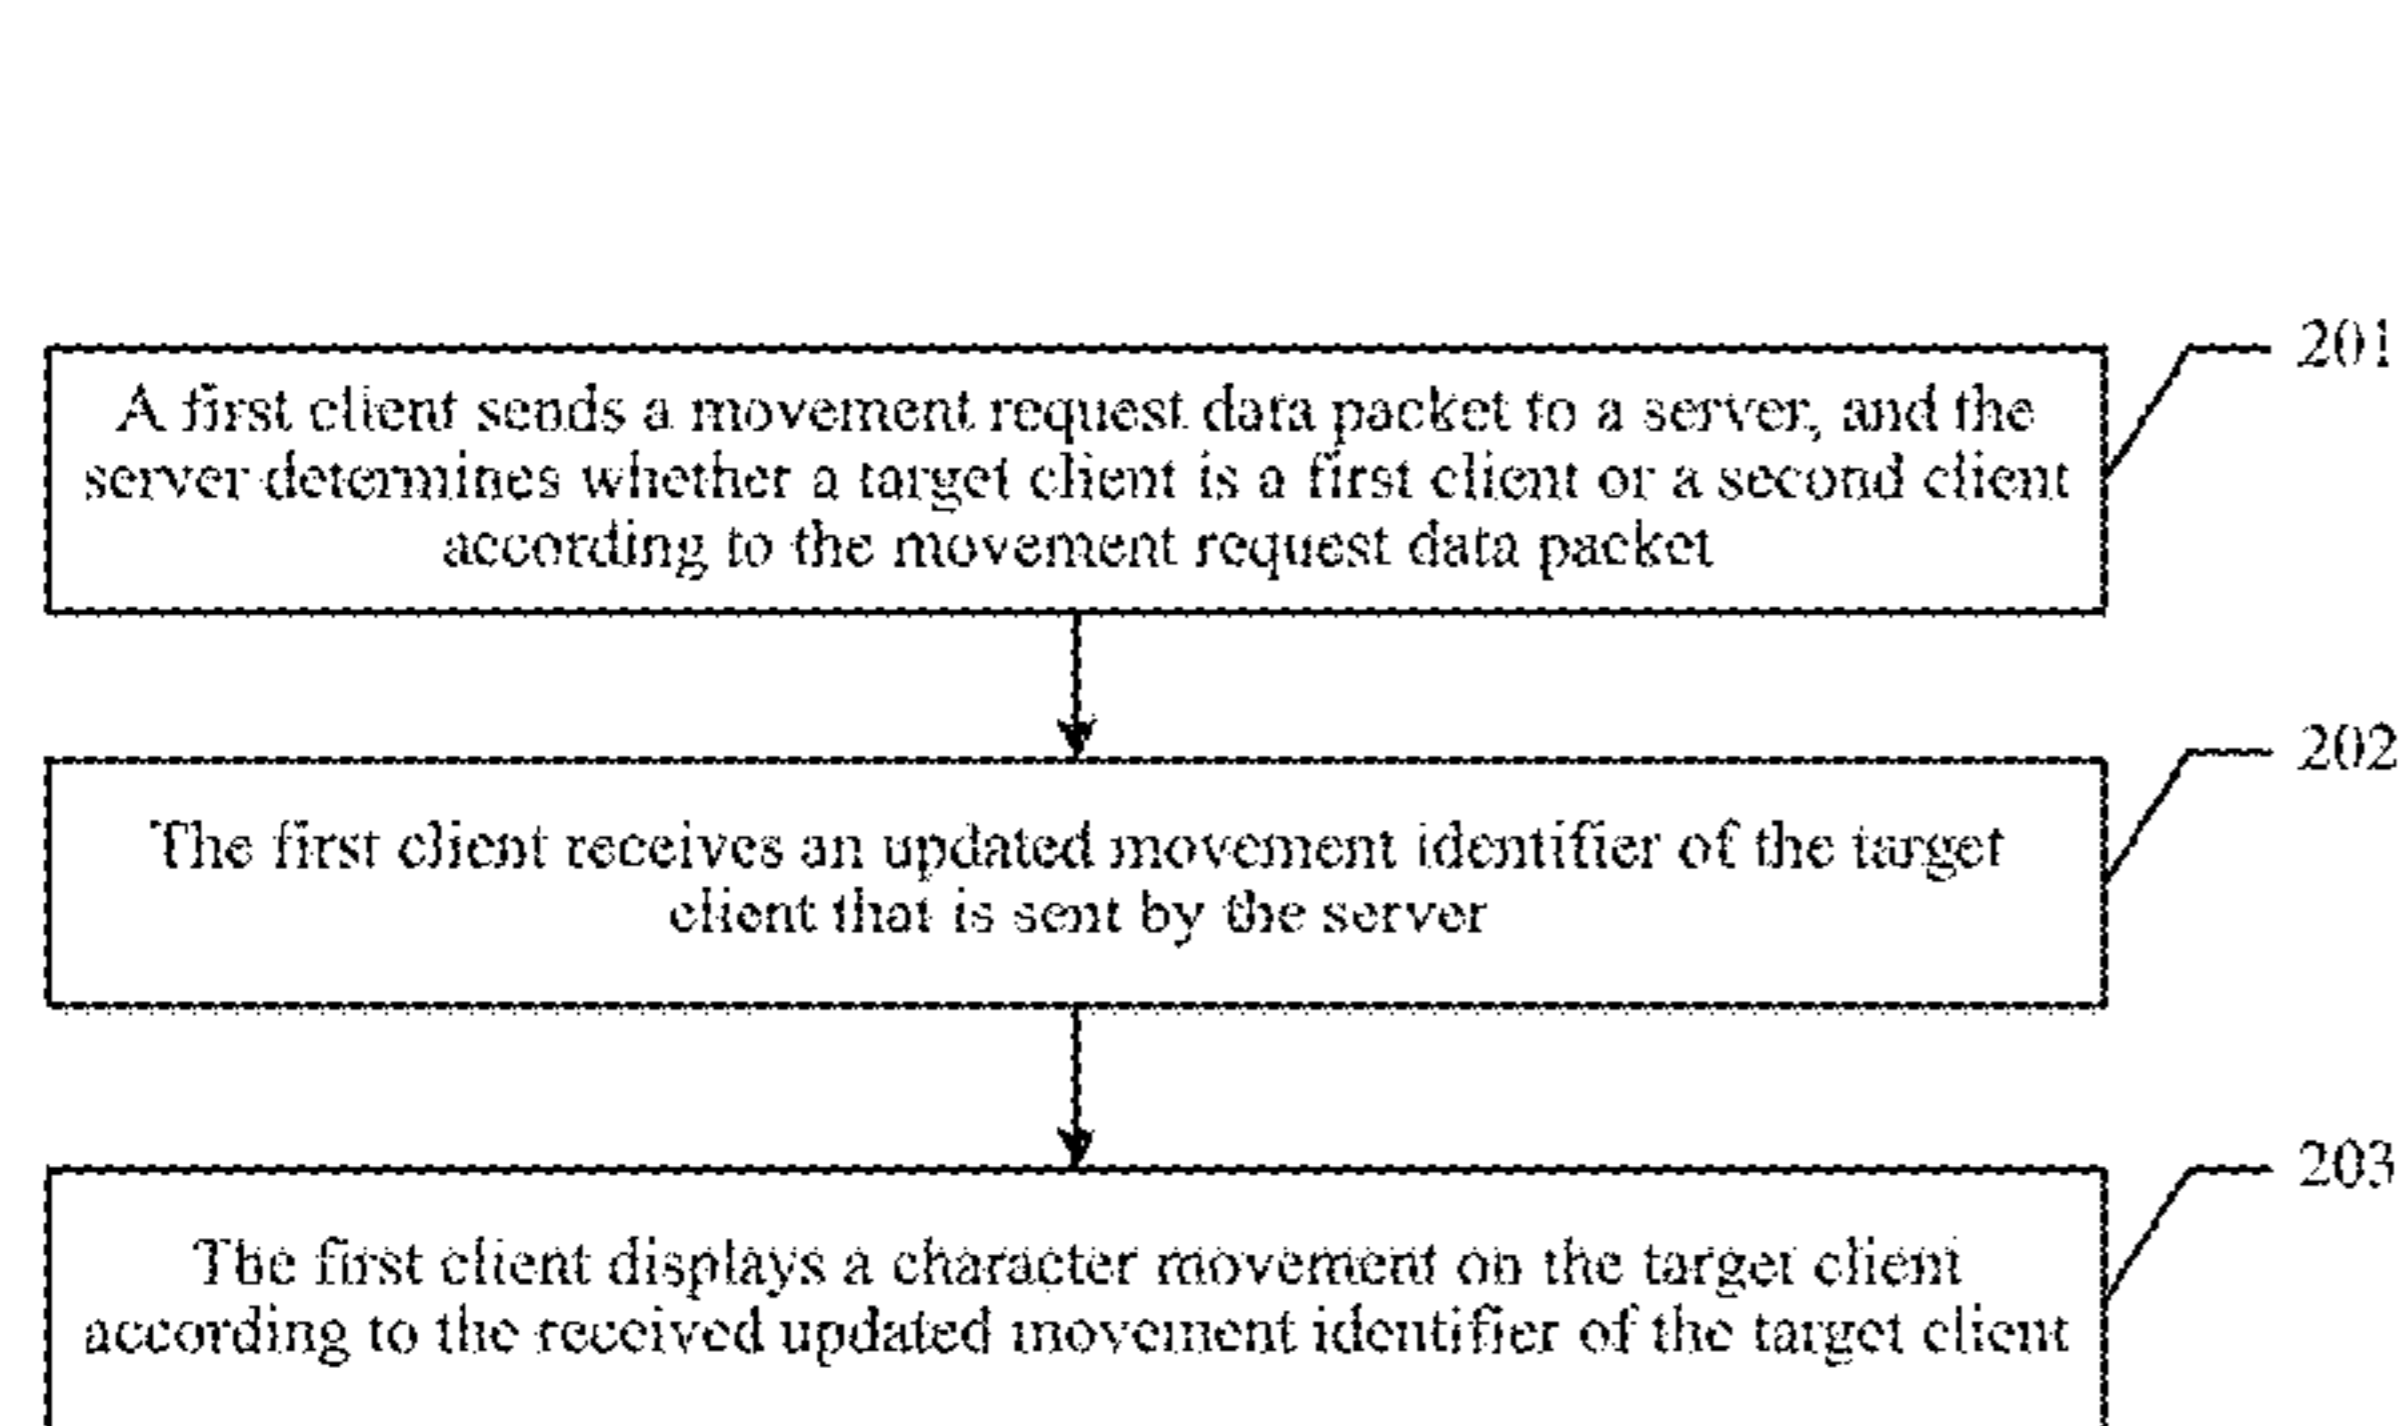 201
A first client sends a movement request data packet to a server, and the
server determines whether a target client is a first client or a second client
according to the movement request data packet
202
The first client receives an updated movement identifier of the target
client that is sent by the server
203
The first client displays a character movement on the target client
according to the received updated movement identifier of the target client